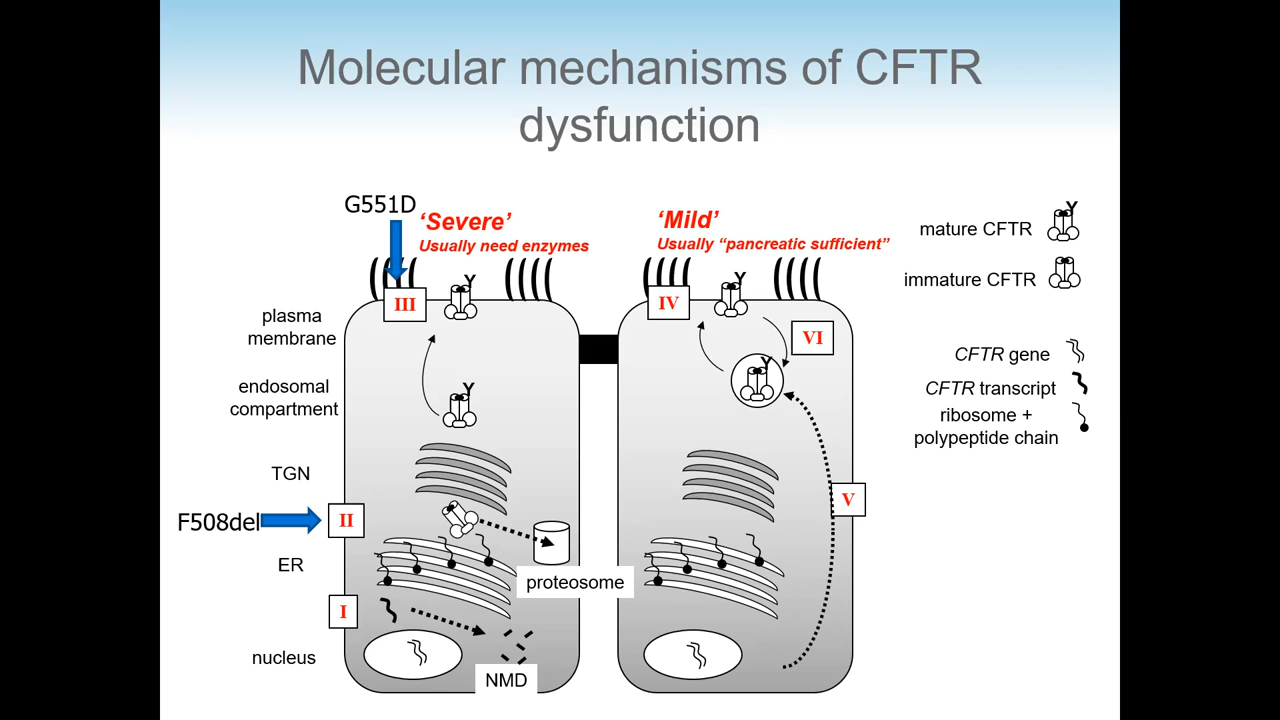 Molecular mechanisms of CFTR
dysfunction
G551D
'Severe'
Usually need enzymes
'Mild'
Usually "pancreatic sufficient"
mature CFTR
Y
immature CFTR
III
Y
IV
Y
VI
plasma
membrane
Y
CFTR gene
endosomal
compartment
Y
CFTR transcript
ribosome +
polypeptide chain
TGN
V
F508del
II
ER
proteosome
I
nucleus
NMD